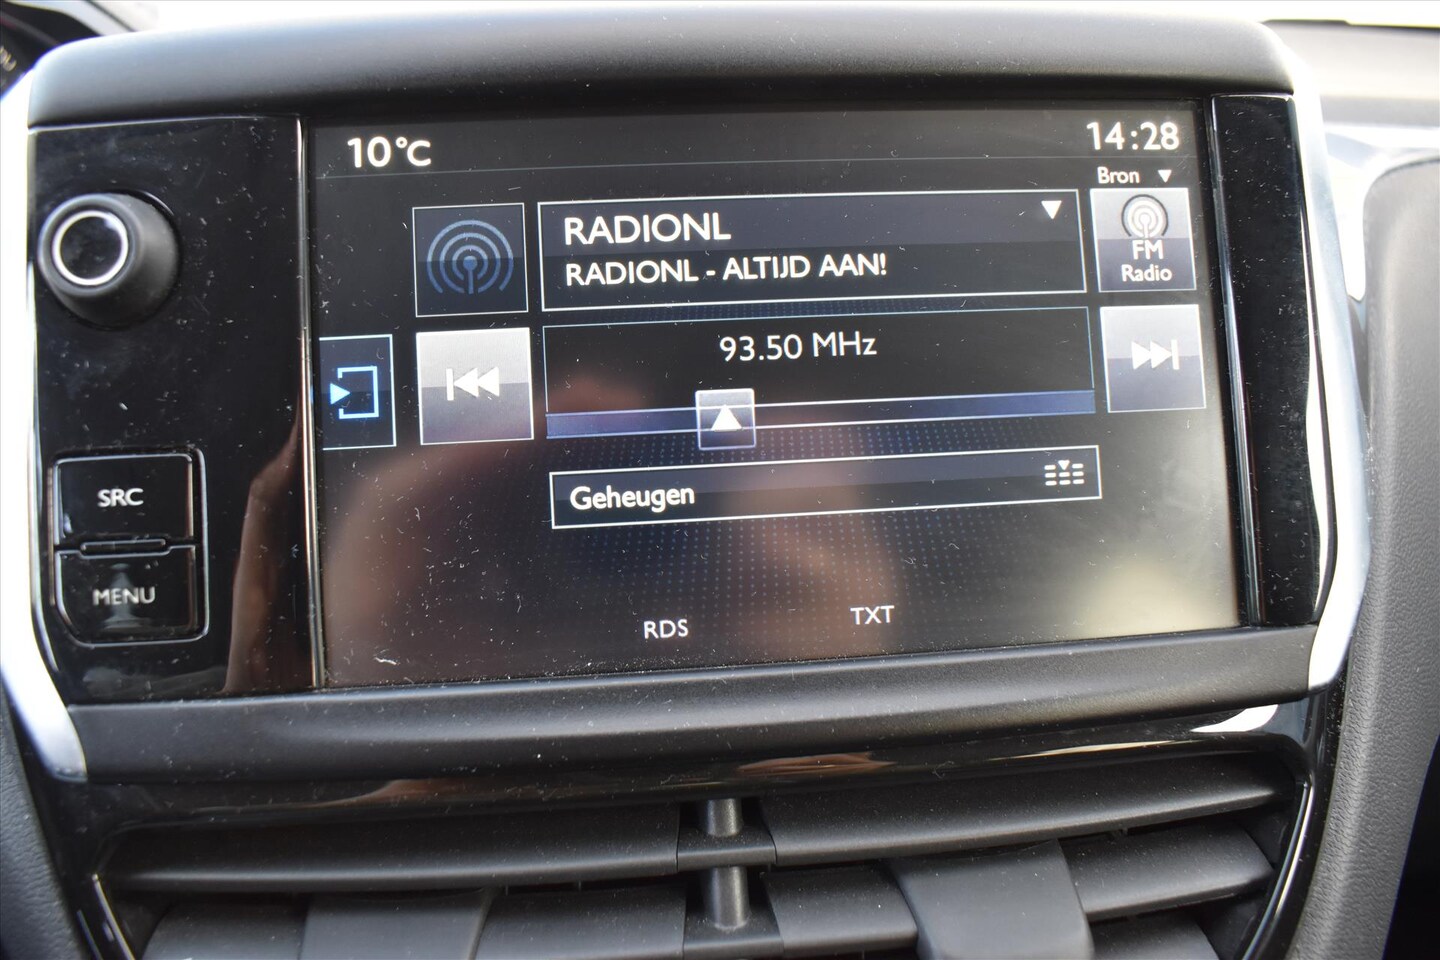 10°C
14:28
Bron
RADIONL
RADIONL - ALTIJD AAN!
FM
Radio
93.50 MHz
SRC
Geheugen
MENU
RDS
TXT